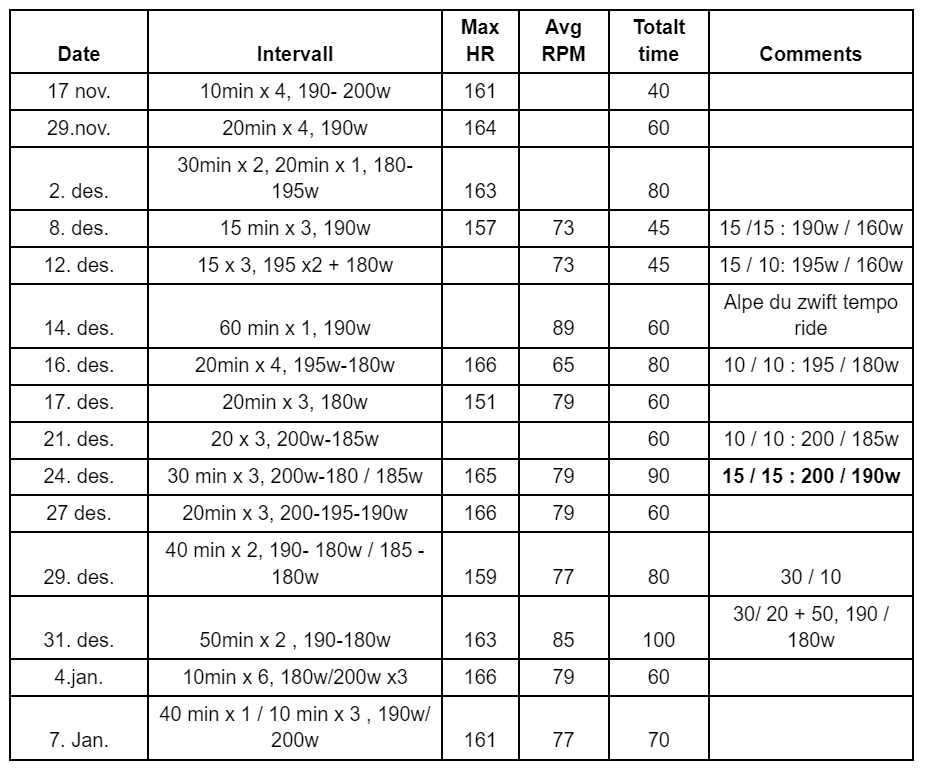 Date Intervall Max HR Avg RPM Totalt time Comments
17 nov. 10min x 4, 190- 200w 161 40
29.nov. 20min x 4, 190w 164 60
2. des. 30min x 2, 20min x 1, 180-195w 163 80
8. des. 15 min x 3, 190w 157 73 45 15 /15 : 190w / 160w
12. des. 15 x 3, 195 x2 + 180w 73 45 15 / 10: 195w / 160w
14. des. 60 min x 1, 190w 89 60 Alpe du zwift tempo ride
16. des. 20min x 4, 195w-180w 166 65 80 10 / 10 : 195 / 180w
17. des. 20min x 3, 180w 151 79 60
21. des. 20 x 3, 200w-185w 60 10 / 10 : 200 / 185w
24. des. 30 min x 3, 200w-180 / 185w 165 79 90 15 / 15 : 200 / 190w
27 des. 20min x 3, 200-195-190w 166 79 60
29. des. 40 min x 2, 190- 180w / 185 - 180w 159 77 80 30 / 10
31. des. 50min x 2 , 190-180w 163 85 100 30/ 20 + 50, 190 / 180w
4.jan. 10min x 6, 180w/200w x3 166 79 60
7. Jan. 40 min x 1 / 10 min x 3 , 190w/ 200w 161 77 70